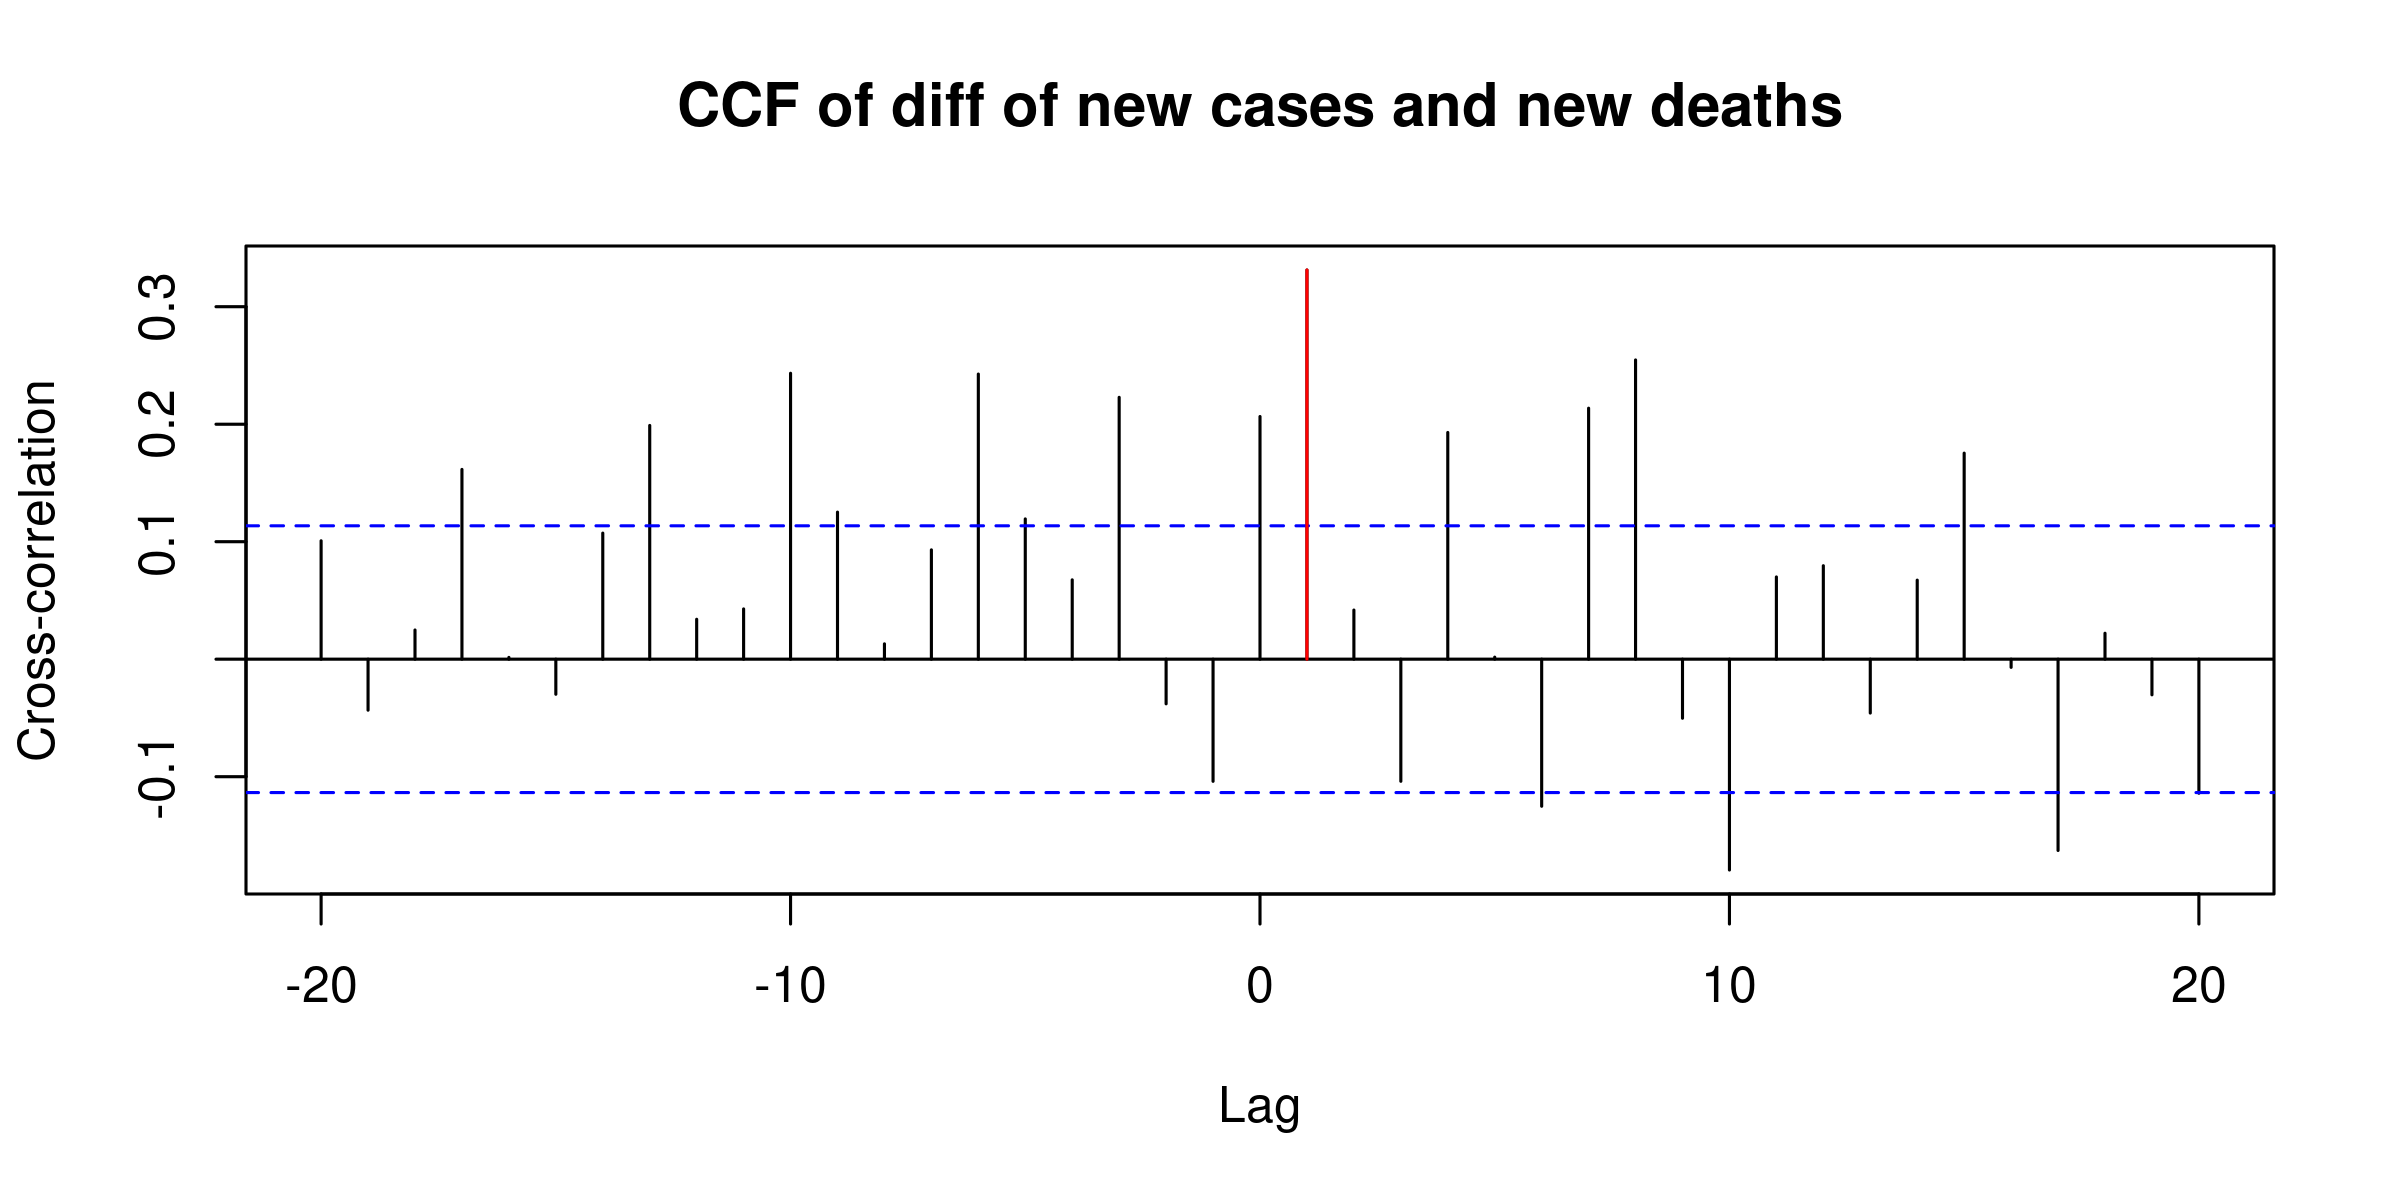 CCF of diff of new cases and new deaths
Cross-correlation
0.3
0.2
0.1
-0.1
-20 -10 0 10 20
Lag